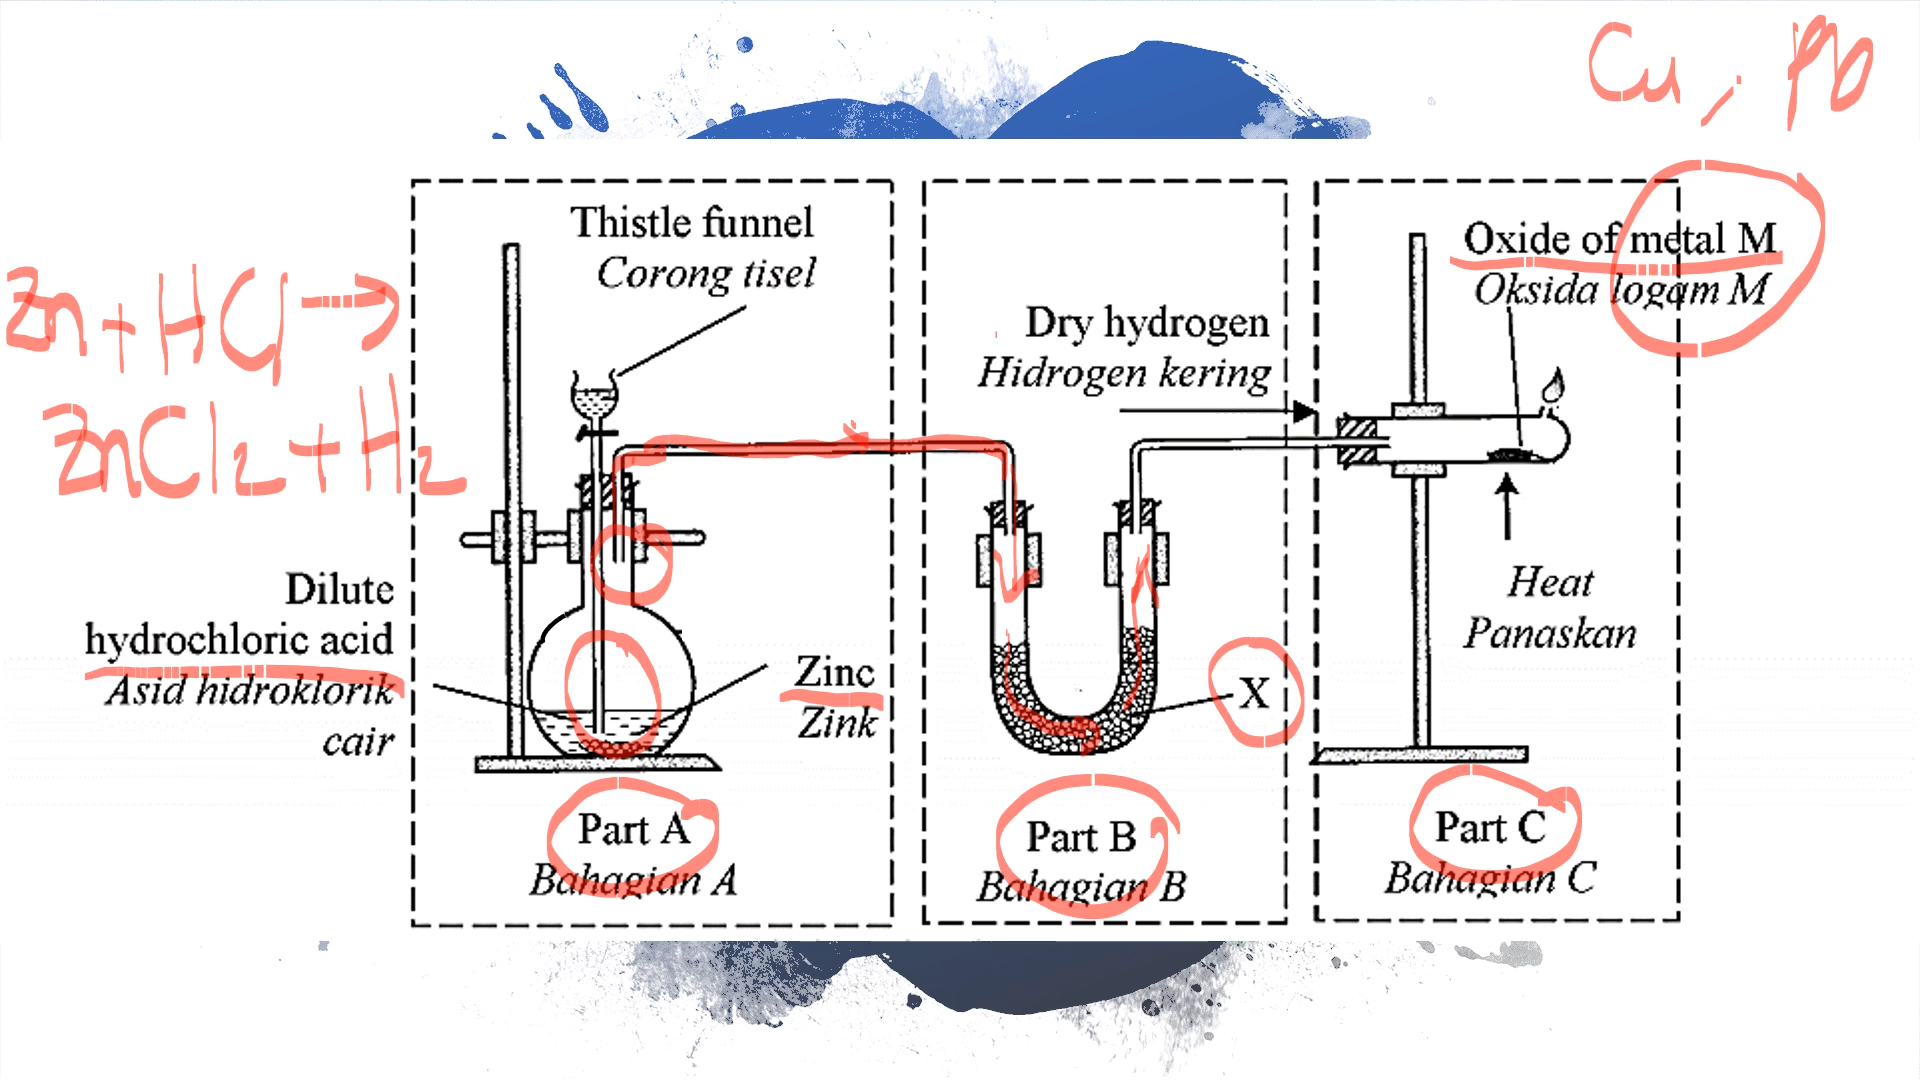 Cu, Pb
Thistle funnel
Corong tisel
Oxide of metal M
Oksida logam M
Dry hydrogen
Hidrogen kering
Zn + HCl →
ZnCl2 + H2
Dilute
hydrochloric acid
Asid hidroklorik
cair
Zinc
Zink
X
Heat
Panaskan
Part A
Bahagian A
Part B
Bahagian B
Part C
Bahagian C